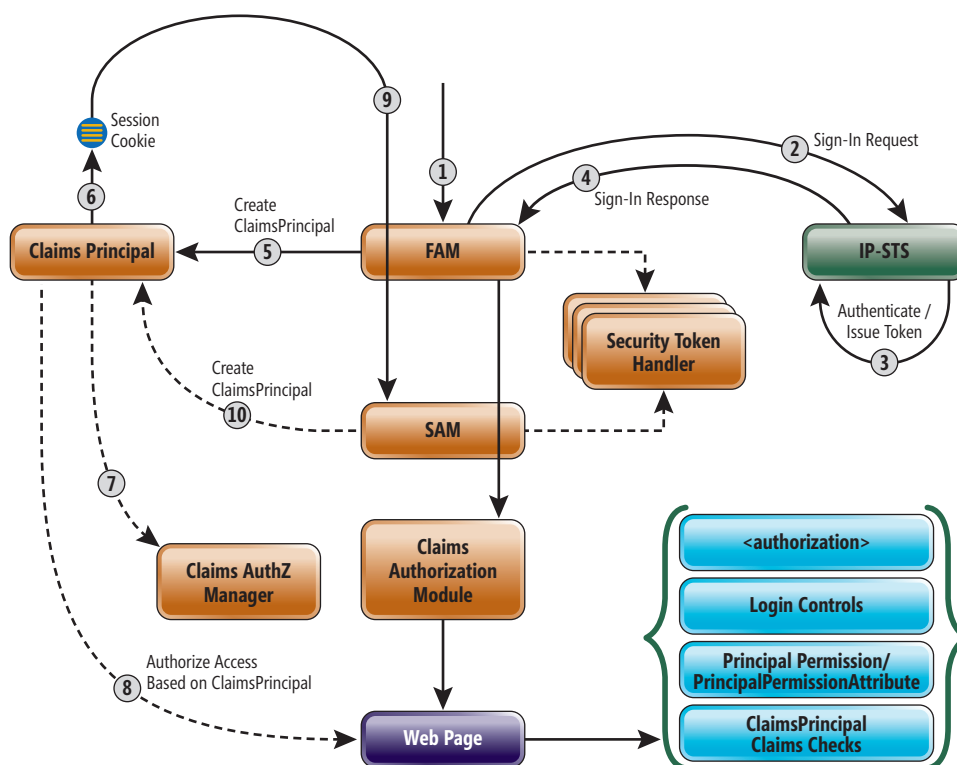 9
Session
Cookie
1
2
Sign-In Request
4
Sign-In Response
6
Create
ClaimsPrincipal
5
Claims Principal
FAM
IP-STS
Authenticate /
Issue Token
3
Security Token
Handler
Create
ClaimsPrincipal
10
SAM
7
Claims AuthZ
Manager
Claims
Authorization
Module
<authorization>
Login Controls
Principal Permission/
PrincipalPermissionAttribute
ClaimsPrincipal
Claims Checks
Authorize Access
Based on ClaimsPrincipal
8
Web Page